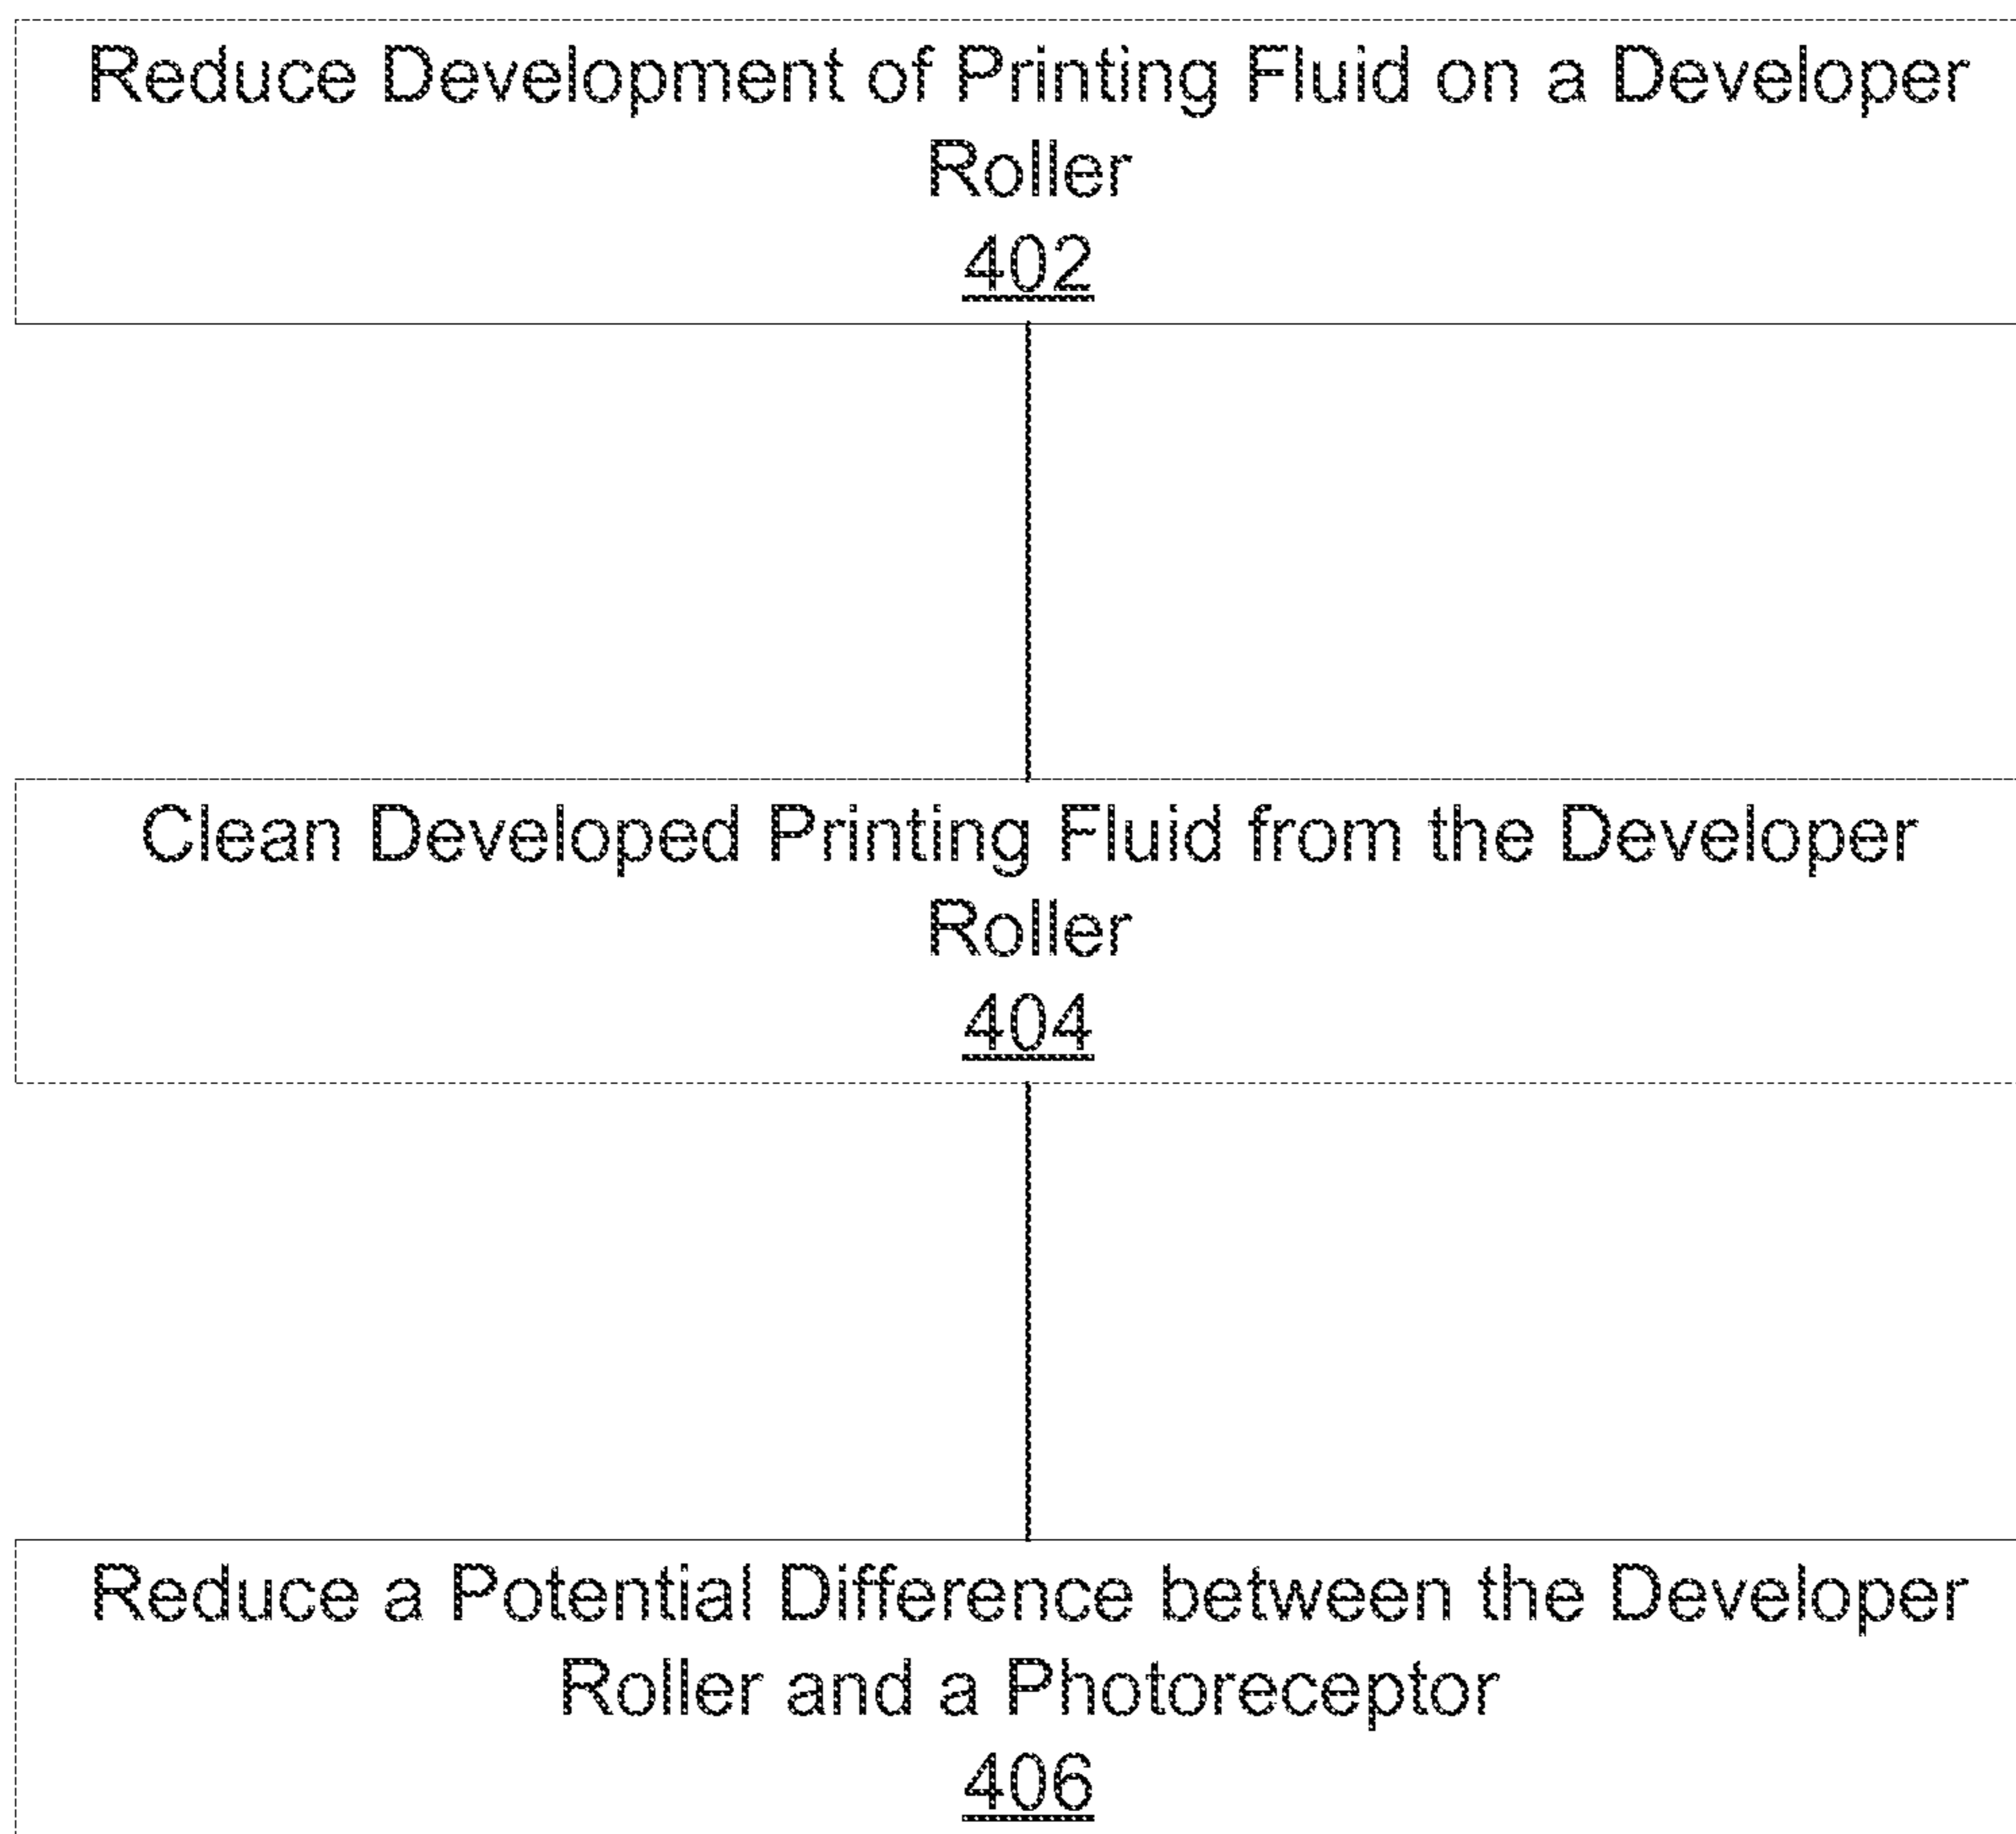 Reduce Development of Printing Fluid on a Developer
Roller
402
Clean Developed Printing Fluid from the Developer
Roller
404
Reduce a Potential Difference between the Developer
Roller and a Photoreceptor
406